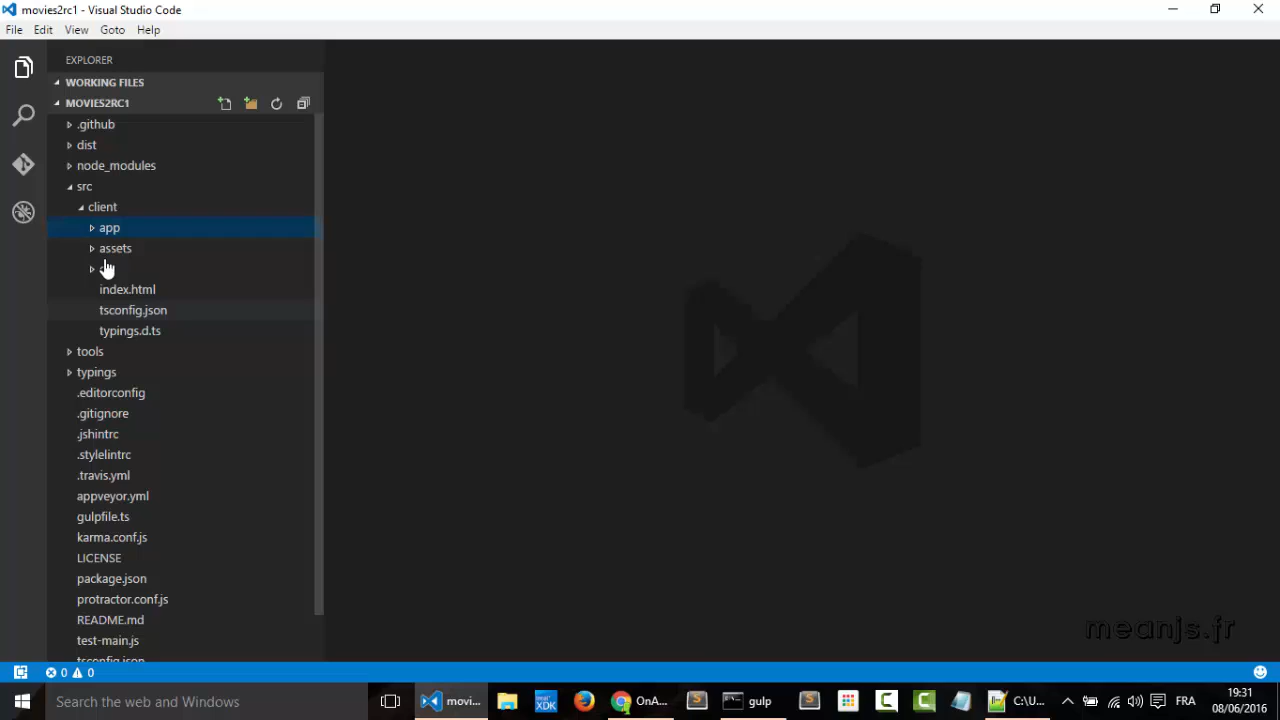 movies2rc1 - Visual Studio Code
File Edit View Goto Help
EXPLORER
WORKING FILES
MOVIES2RC1
.github
dist
node_modules
src
client
app
assets
index.html
tsconfig.json
typings.d.ts
tools
typings
.editorconfig
.gitignore
.jshintrc
.stylelintrc
.travis.yml
appveyor.yml
gulpfile.ts
karma.conf.js
LICENSE
package.json
protractor.conf.js
README.md
test-main.js
tsconfig.json
meanjs.fr
0 0
Search the web and Windows
movi...
XDK
OnA...
gulp
C:\U...
FRA
19:31
08/06/2016